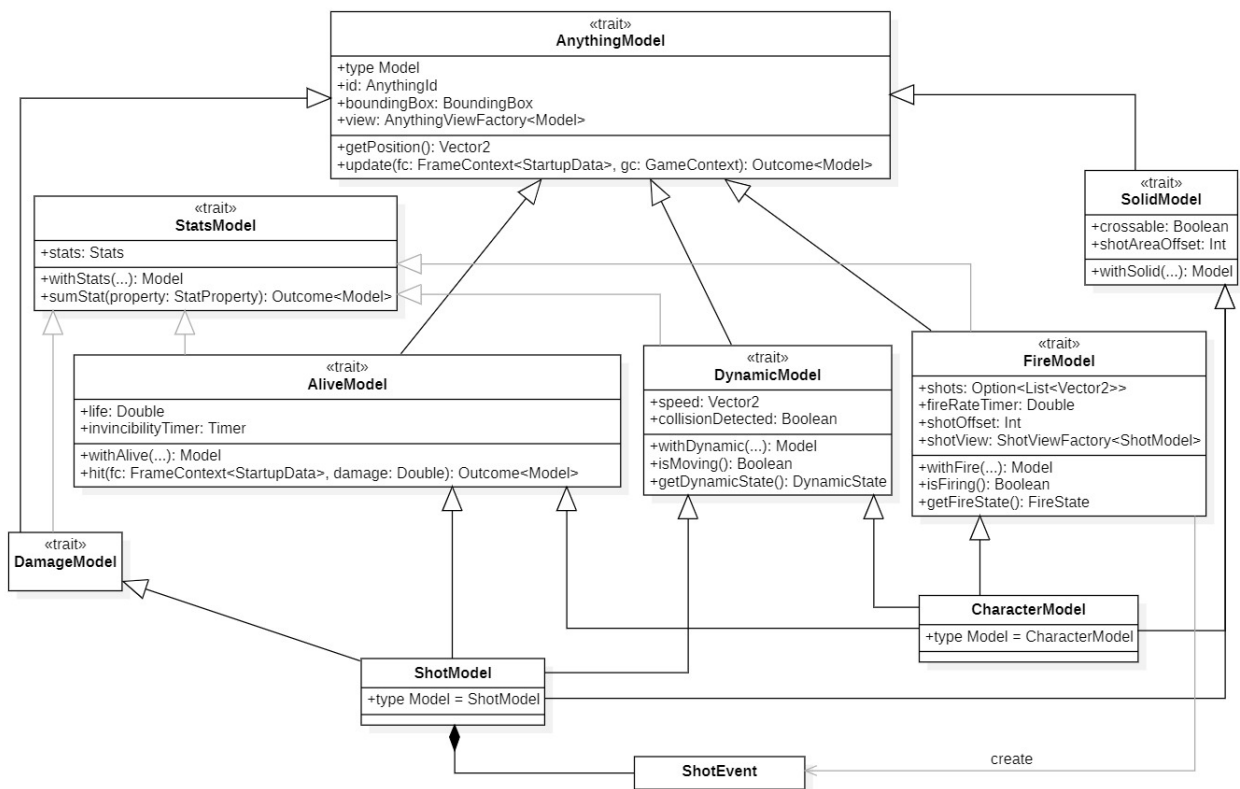 «trait»
AnythingModel
+type Model
+id: AnythingId
+boundingBox: BoundingBox
+view: AnythingViewFactory<Model>
+getPosition(): Vector2
+update(fc: FrameContext<StartupData>, gc: GameContext): Outcome<Model>
«trait»
SolidModel
+crossable: Boolean
+shotAreaOffset: Int
+withSolid(...): Model
«trait»
StatsModel
+stats: Stats
+withStats(...): Model
+sumStat(property: StatProperty): Outcome<Model>
«trait»
AliveModel
+life: Double
+invincibilityTimer: Timer
+withAlive(...): Model
+hit(fc: FrameContext<StartupData>, damage: Double): Outcome<Model>
«trait»
DynamicModel
+speed: Vector2
+collisionDetected: Boolean
+withDynamic(...): Model
+isMoving(): Boolean
+getDynamicState(): DynamicState
«trait»
FireModel
+shots: Option<List<Vector2>>
+fireRateTimer: Double
+shotOffset: Int
+shotView: ShotViewFactory<ShotModel>
+withFire(...): Model
+isFiring(): Boolean
+getFireState(): FireState
«trait»
DamageModel
CharacterModel
+type Model = CharacterModel
ShotModel
+type Model = ShotModel
create
ShotEvent